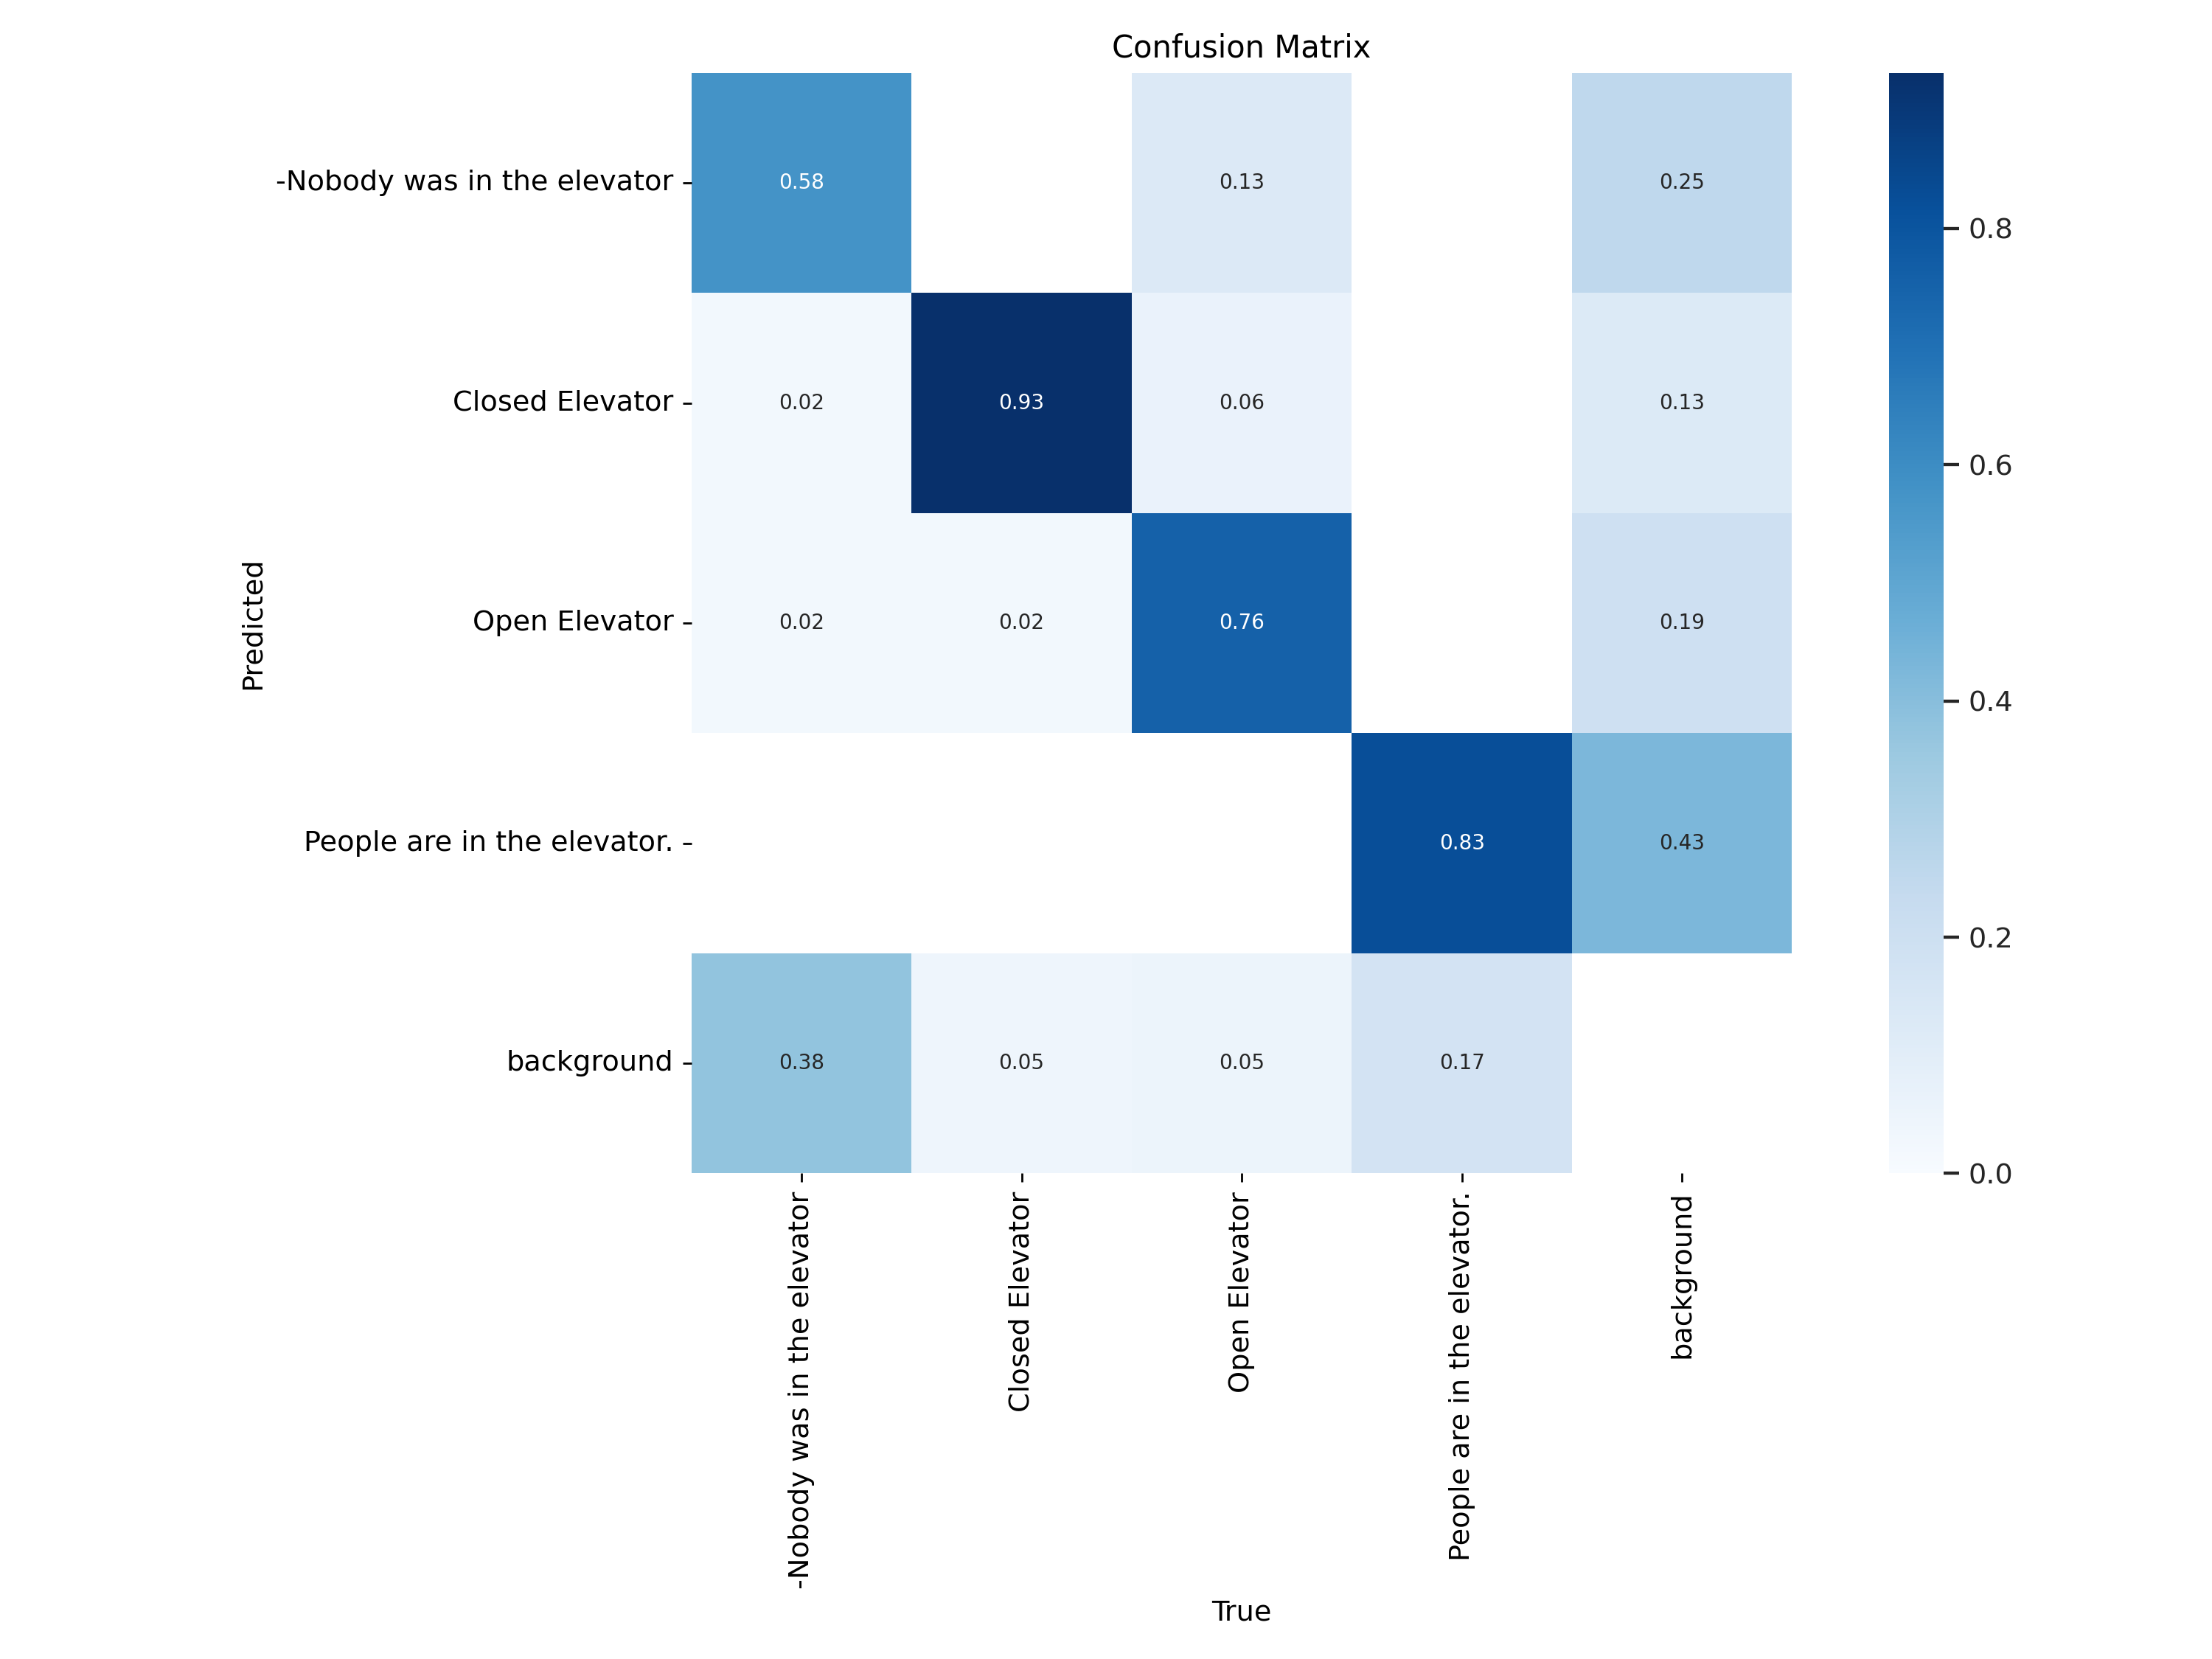 Confusion Matrix
-Nobody was in the elevator
0.58
0.13
0.25
Closed Elevator
0.02
0.93
0.06
0.13
Open Elevator
0.02
0.02
0.76
0.19
People are in the elevator.
0.83
0.43
background
0.38
0.05
0.05
0.17
Predicted
-Nobody was in the elevator
Closed Elevator
Open Elevator
People are in the elevator.
background
True
0.8
0.6
0.4
0.2
0.0